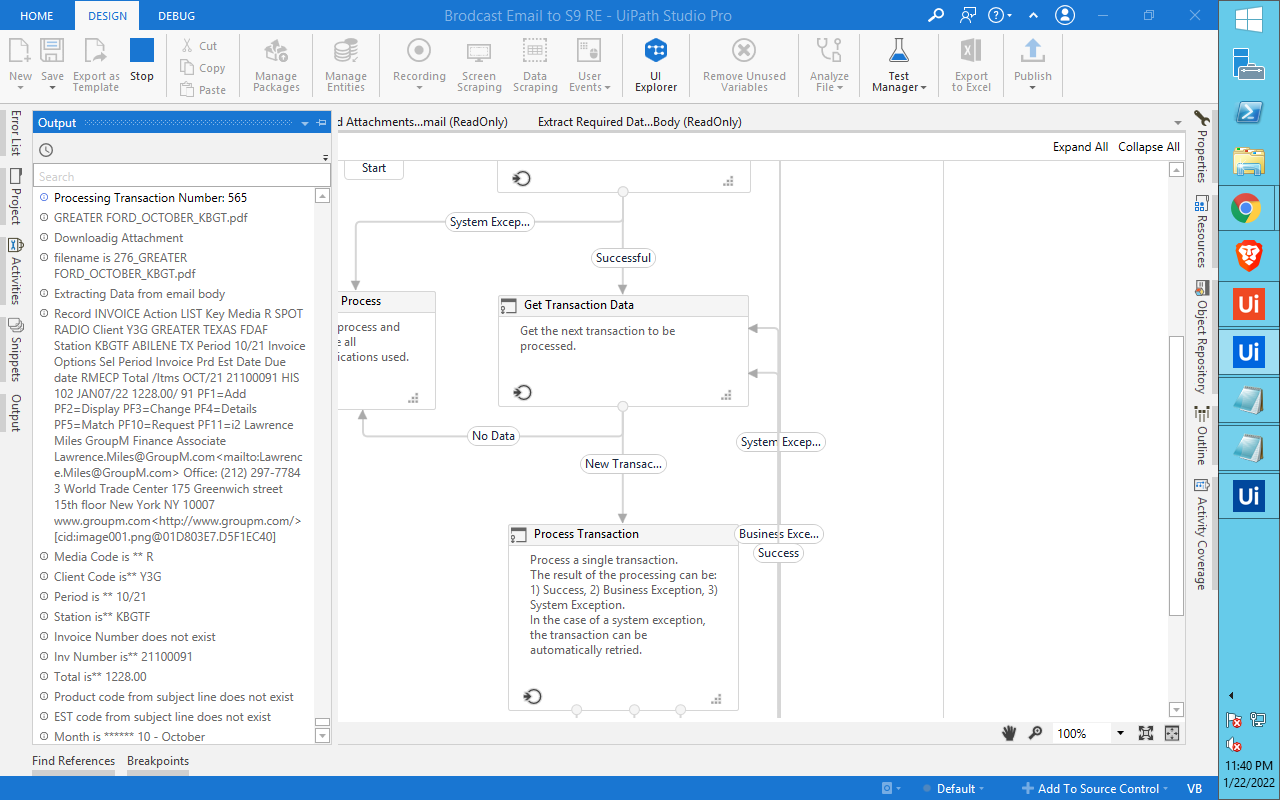 HOME
DESIGN
DEBUG
Brodcast Email to S9 RE - UiPath Studio Pro
New
Save
Export as
Template
Stop
Cut
Copy
Paste
Manage
Packages
Manage
Entities
Recording
Screen
Scraping
Data
Scraping
User
Events
UI
Explorer
Remove Unused
Variables
Analyze
File
Test
Manager
Export
to Excel
Publish
Error List
Project
Activities
Snippets
Output
Output
Search
Processing Transaction Number: 565
GREATER FORD_OCTOBER_KBGT.pdf
Downloadig Attachment
filename is 276_GREATER
FORD_OCTOBER_KBGT.pdf
Extracting Data from email body
Record INVOICE Action LIST Key Media R SPOT
RADIO Client Y3G GREATER TEXAS FDAF
Station KBGTF ABILENE TX Period 10/21 Invoice
Options Sel Period Invoice Prd Est Date Due
date RMECP Total /Itms OCT/21 21100091 HIS
102 JAN07/22 1228.00/ 91 PF1=Add
PF2=Display PF3=Change PF4=Details
PF5=Match PF10=Request PF11=i2 Lawrence
Miles GroupM Finance Associate
Lawrence.Miles@GroupM.com<mailto:Lawrenc
e.Miles@GroupM.com> Office: (212) 297-7784
3 World Trade Center 175 Greenwich street
15th floor New York NY 10007
www.groupm.com<http://www.groupm.com/>
[cid:image001.png@01D803E7.D5F1EC40]
Media Code is ** R
Client Code is** Y3G
Period is ** 10/21
Station is** KBGTF
Invoice Number does not exist
Inv Number is** 21100091
Total is** 1228.00
Product code from subject line does not exist
EST code from subject line does not exist
Month is ****** 10 - October
Find References
Breakpoints
d Attachments...mail (ReadOnly)
Extract Required Dat...Body (ReadOnly)
Expand All
Collapse All
Start
System Excep...
Successful
Process
process and
e all
ications used.
Get Transaction Data
Get the next transaction to be
processed.
No Data
System Excep...
New Transac...
Process Transaction
Business Exce...
Success
Process a single transaction.
The result of the processing can be:
1) Success, 2) Business Exception, 3)
System Exception.
In the case of a system exception,
the transaction can be
automatically retried.
100%
Properties
Resources
Object Repository
Outline
Activity Coverage
Default
Add To Source Control
VB
Ui
Ui
Ui
11:40 PM
1/22/2022